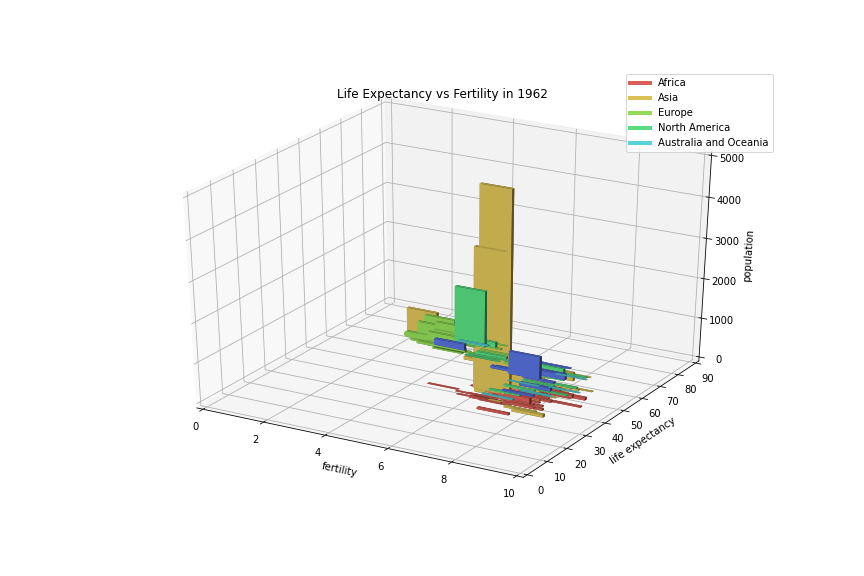 Life Expectancy vs Fertility in 1962
Africa
Asia
Europe
North America
Australia and Oceania
5000
4000
3000
2000
1000
0
population
90
80
70
60
50
40
30
20
10
0
life expectancy
0
2
4
6
8
10
fertility